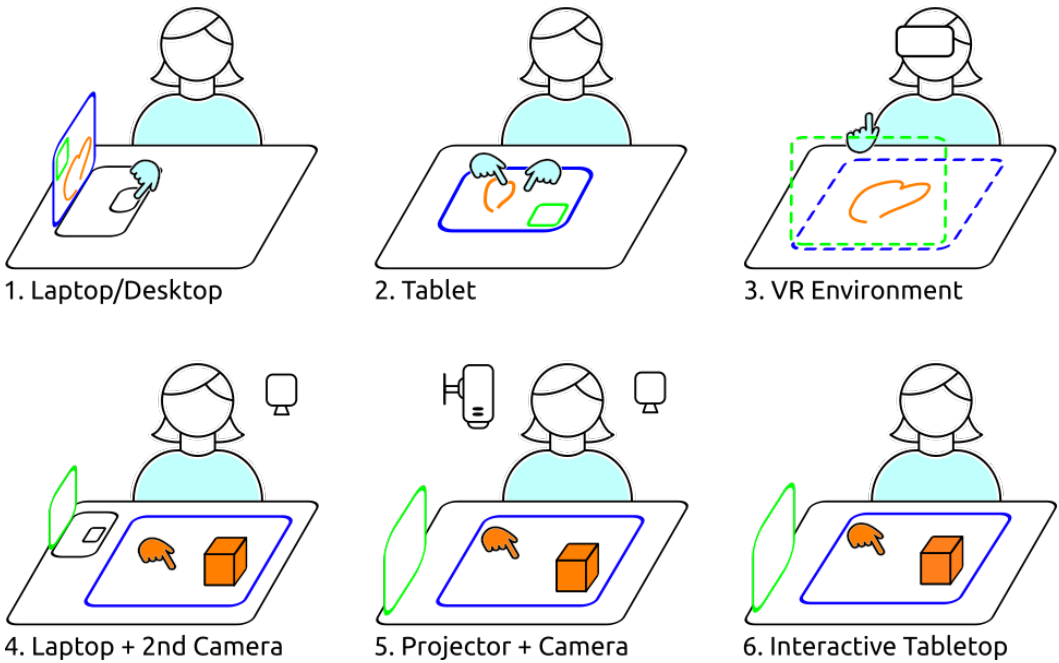 1. Laptop/Desktop
2. Tablet
3. VR Environment
4. Laptop + 2nd Camera
5. Projector + Camera
6. Interactive Tabletop